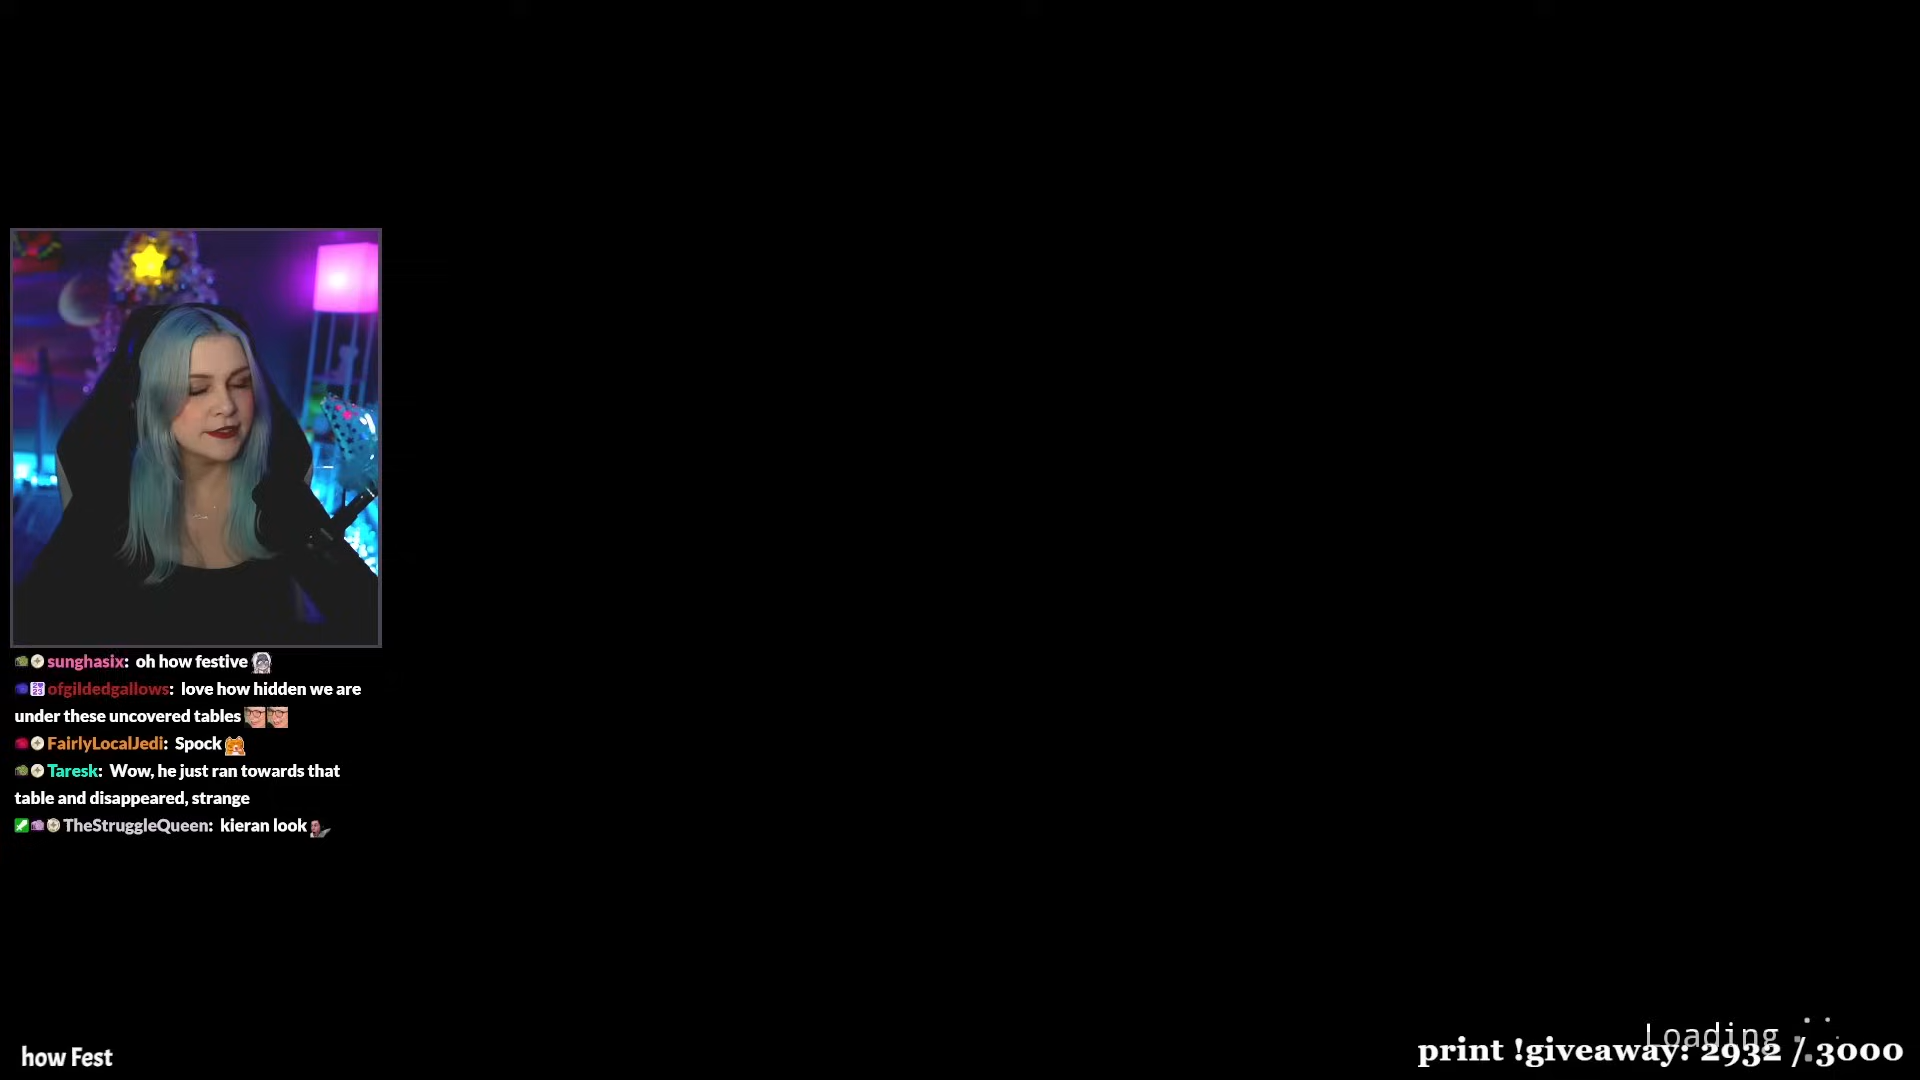 sunghasix: oh how festive
ofgildedgallows: love how hidden we are
under these uncovered tables
FairlyLocalJedi: Spock
Taresk: Wow, he just ran towards that
table and disappeared, strange
TheStruggleQueen: kieran look
Loading
how Fest
print !giveaway: 2932 / 3000